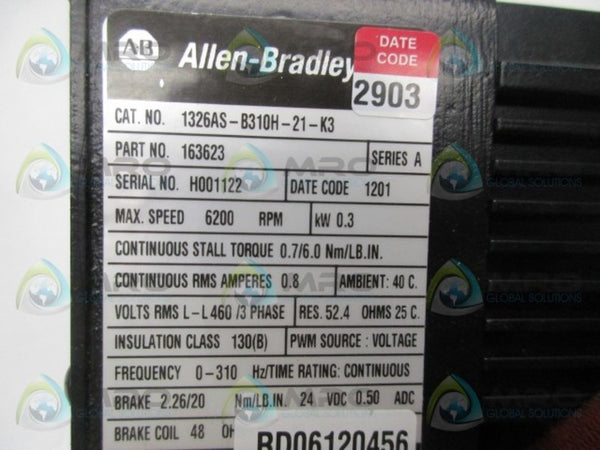 AB Allen-Bradley
DATE CODE
2903
CAT. NO. 1326AS-B310H-21-K3
PART NO. 163623 SERIES A
SERIAL NO. H001122 DATE CODE 1201
MAX. SPEED 6200 RPM kW 0.3
CONTINUOUS STALL TORQUE 0.7/6.0 Nm/LB.IN.
CONTINUOUS RMS AMPERES 0.8 AMBIENT: 40 C.
VOLTS RMS L-L 460 /3 PHASE RES. 52.4 OHMS 25 C.
INSULATION CLASS 130(B) PWM SOURCE : VOLTAGE
FREQUENCY 0-310 Hz/TIME RATING: CONTINUOUS
BRAKE 2.26/20 Nm/LB.IN. 24 VDC 0.50 ADC
BRAKE COIL 48
RD06120456
MRO
GLOBAL SOLUTIONS